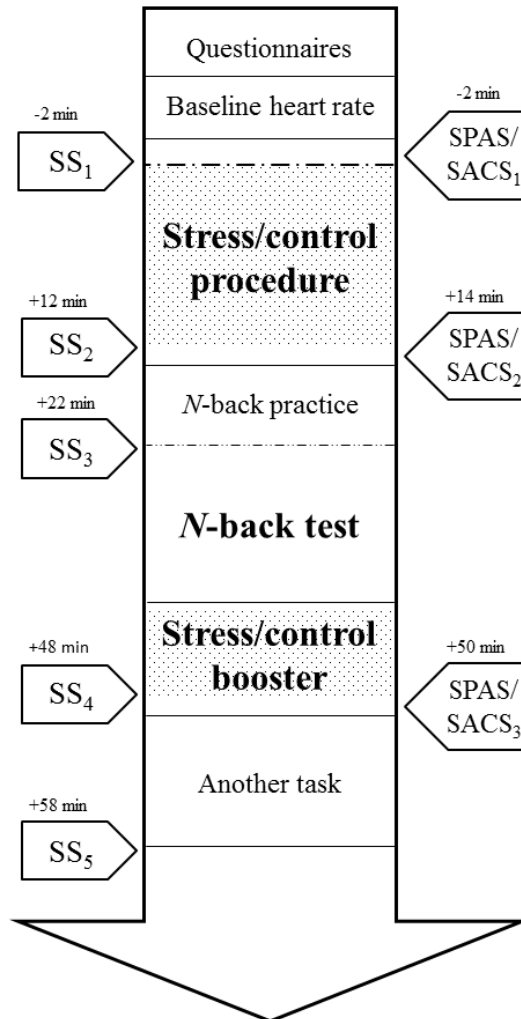 Questionnaires
Baseline heart rate
-2 min
SS₁
-2 min
SPAS/
SACS₁
Stress/control
procedure
+12 min
SS₂
+14 min
SPAS/
SACS₂
+22 min
SS₃
N-back practice
N-back test
Stress/control
booster
+48 min
SS₄
+50 min
SPAS/
SACS₃
Another task
+58 min
SS₅